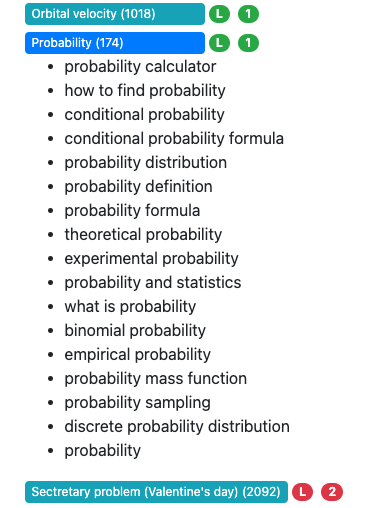 Orbital velocity (1018) L 1
Probability (174) L 1
• probability calculator
• how to find probability
• conditional probability
• conditional probability formula
• probability distribution
• probability definition
• probability formula
• theoretical probability
• experimental probability
• probability and statistics
• what is probability
• binomial probability
• empirical probability
• probability mass function
• probability sampling
• discrete probability distribution
• probability
Sectretary problem (Valentine's day) (2092) L 2